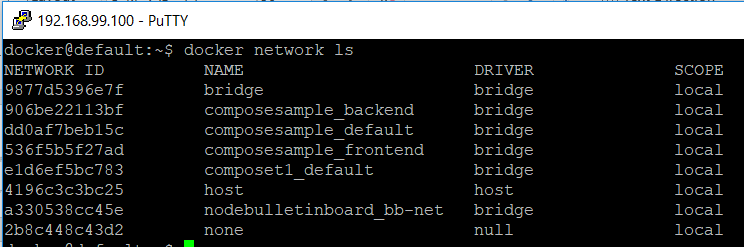 192.168.99.100 - PuTTY
docker@default:~$ docker network ls
NETWORK ID NAME DRIVER SCOPE
9877d5396e7f bridge bridge local
906be22113bf composesample_backend bridge local
dd0af7beb15c composesample_default bridge local
536f5b5f27ad composesample_frontend bridge local
e1d6ef5bc783 composet1_default bridge local
4196c3c3bc25 host host local
a330538cc45e nodebulletinboard_bb-net bridge local
2b8c448c43d2 none null local
docker@default:~$